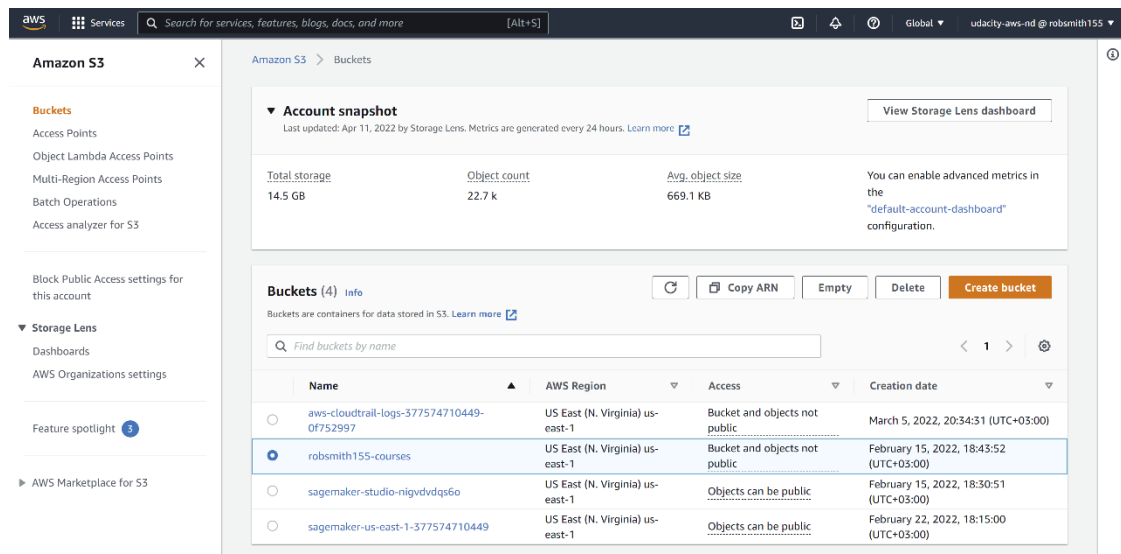 aws Services Search for services, features, blogs, docs, and more [Alt+S] Global ▼ udacity-aws-nd @ robsmith155 ▼
Amazon S3
Buckets
Access Points
Object Lambda Access Points
Multi-Region Access Points
Batch Operations
Access analyzer for S3
Block Public Access settings for
this account
▼ Storage Lens
Dashboards
AWS Organizations settings
Feature spotlight 3
▶ AWS Marketplace for S3
Amazon S3 > Buckets
▼ Account snapshot
Last updated: Apr 11, 2022 by Storage Lens. Metrics are generated every 24 hours. Learn more
View Storage Lens dashboard
Total storage
14.5 GB
Object count
22.7 k
Avg. object size
669.1 KB
You can enable advanced metrics in
the
"default-account-dashboard"
configuration.
Buckets (4) Info
Buckets are containers for data stored in S3. Learn more
Copy ARN Empty Delete Create bucket
Find buckets by name
< 1 >
Name ▲ AWS Region Access Creation date
aws-cloudtrail-logs-377574710449-
0f752997
US East (N. Virginia) us-
east-1
Bucket and objects not
public
March 5, 2022, 20:34:31 (UTC+03:00)
robsmith155-courses
US East (N. Virginia) us-
east-1
Bucket and objects not
public
February 15, 2022, 18:43:52
(UTC+03:00)
sagemaker-studio-nigvdvdqs6o
US East (N. Virginia) us-
east-1
Objects can be public
February 15, 2022, 18:30:51
(UTC+03:00)
sagemaker-us-east-1-377574710449
US East (N. Virginia) us-
east-1
Objects can be public
February 22, 2022, 18:15:00
(UTC+03:00)